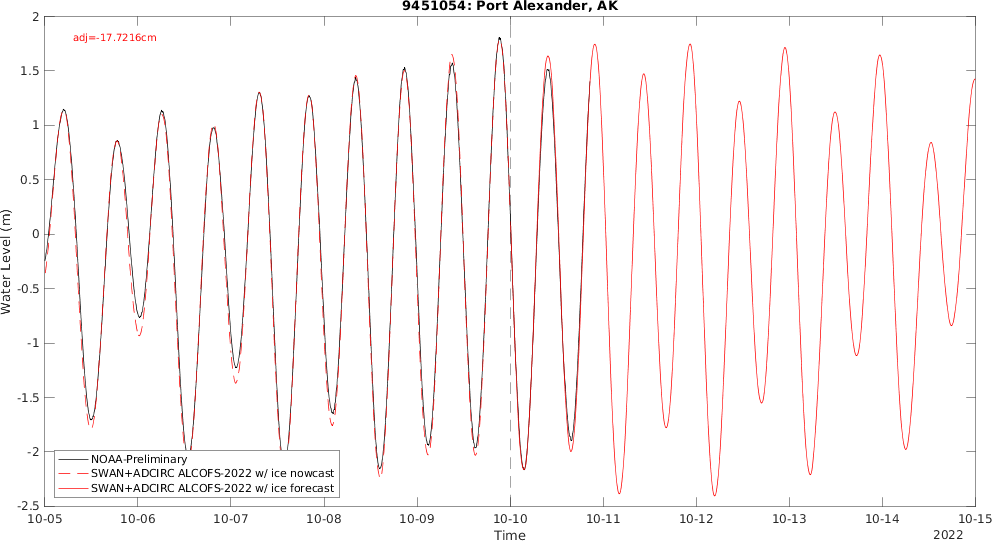 9451054: Port Alexander, AK
adj=-17.7216cm
Water Level (m)
2
1.5
1
0.5
0
-0.5
-1
-1.5
-2
-2.5
NOAA-Preliminary
SWAN+ADCIRC ALCOFS-2022 w/ ice nowcast
SWAN+ADCIRC ALCOFS-2022 w/ ice forecast
10-05 10-06 10-07 10-08 10-09 10-10 10-11 10-12 10-13 10-14 10-15
Time
2022